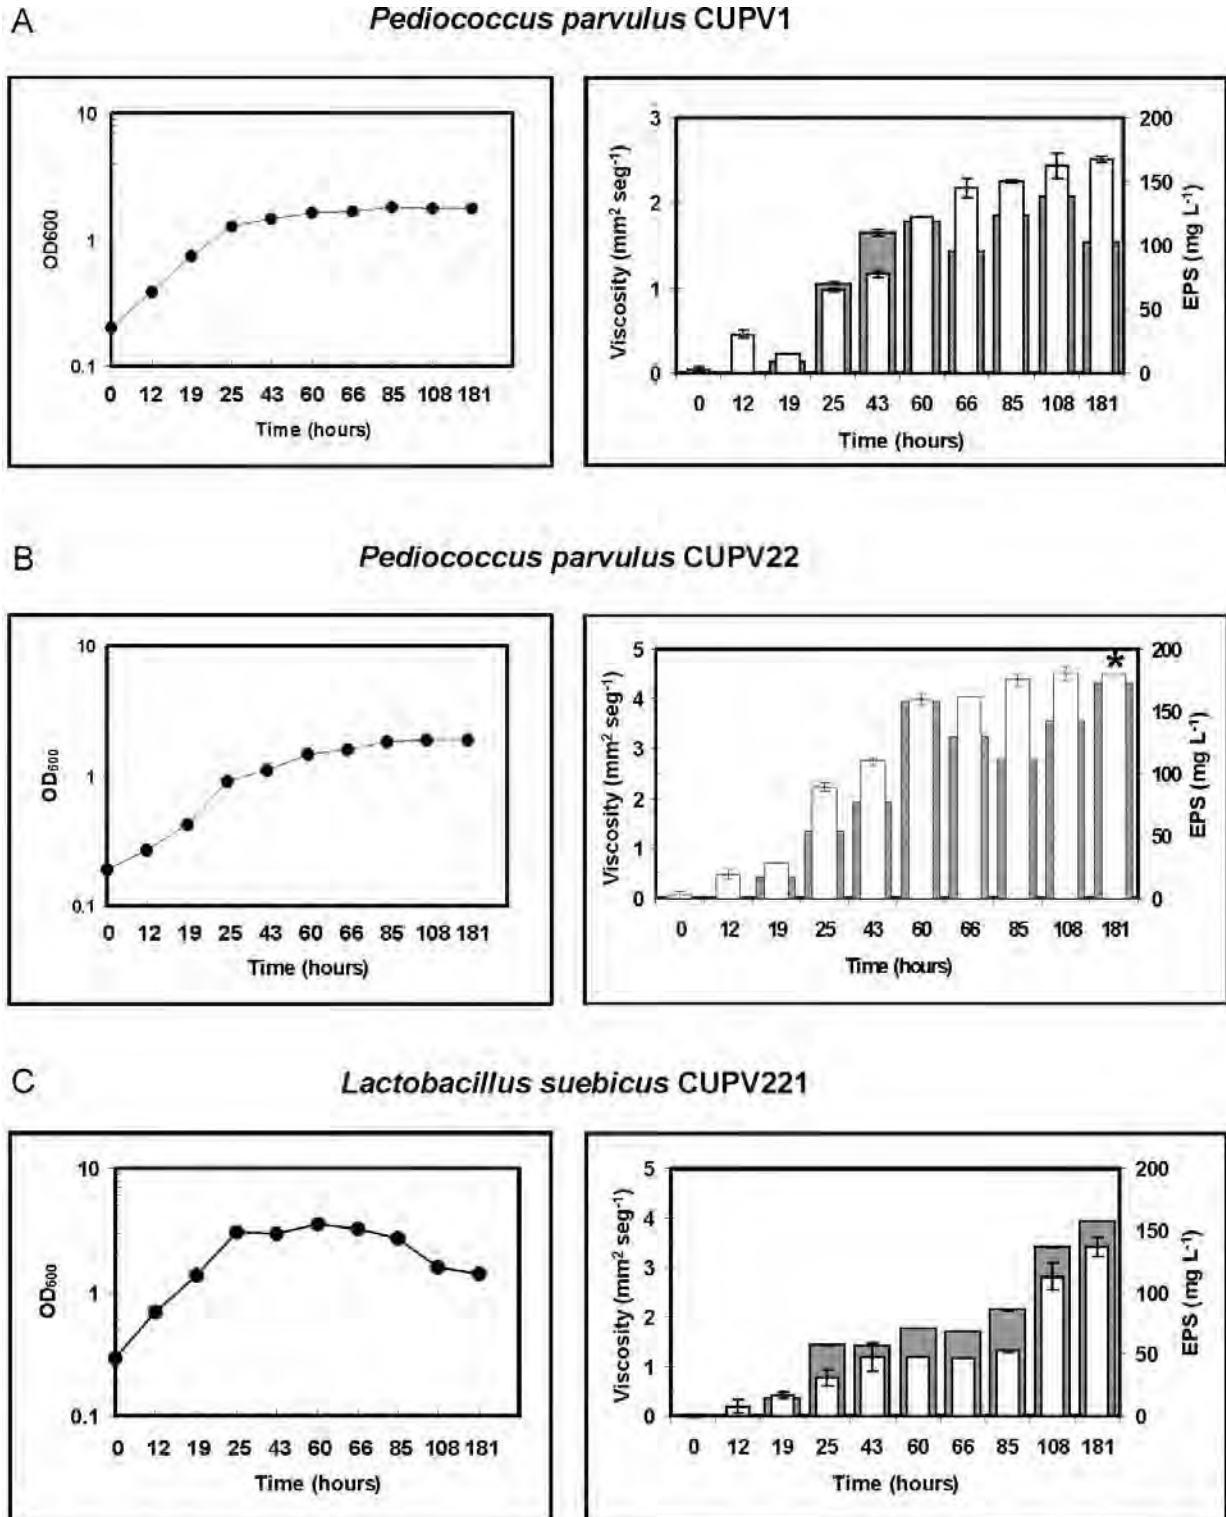 A
Pediococcus parvulus CUPV1
10
1
0.1
OD600
0 12 19 25 43 60 66 85 108 181
Time (hours)
3
2
1
0
Viscosity (mm² seg⁻¹)
200
150
100
50
0
EPS (mg L⁻¹)
0 12 19 25 43 60 66 85 108 181
Time (hours)
B
Pediococcus parvulus CUPV22
10
1
0.1
OD₆₀₀
0 12 19 25 43 60 66 85 108 181
Time (hours)
5
4
3
2
1
0
Viscosity (mm² seg⁻¹)
*
200
150
100
50
0
EPS (mg L⁻¹)
0 12 19 25 43 60 66 85 108 181
Time (hours)
C
Lactobacillus suebicus CUPV221
10
1
0.1
OD₆₀₀
0 12 19 25 43 60 66 85 108 181
Time (hours)
5
4
3
2
1
0
Viscosity (mm² seg⁻¹)
200
150
100
50
0
EPS (mg L⁻¹)
0 12 19 25 43 60 66 85 108 181
Time (hours)